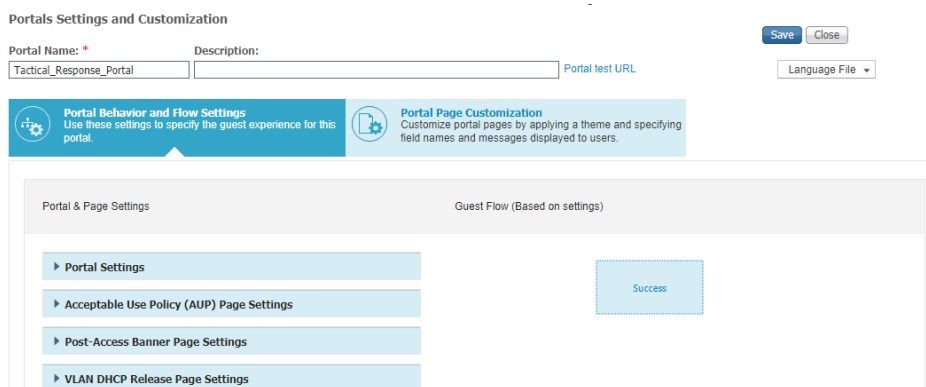 Portals Settings and Customization
Save Close
Portal Name: * Description:
Tactical_Response_Portal Portal test URL Language File
Portal Behavior and Flow Settings
Use these settings to specify the guest experience for this
portal.
Portal Page Customization
Customize portal pages by applying a theme and specifying
field names and messages displayed to users.
Portal & Page Settings Guest Flow (Based on settings)
Portal Settings
Success
Acceptable Use Policy (AUP) Page Settings
Post-Access Banner Page Settings
VLAN DHCP Release Page Settings